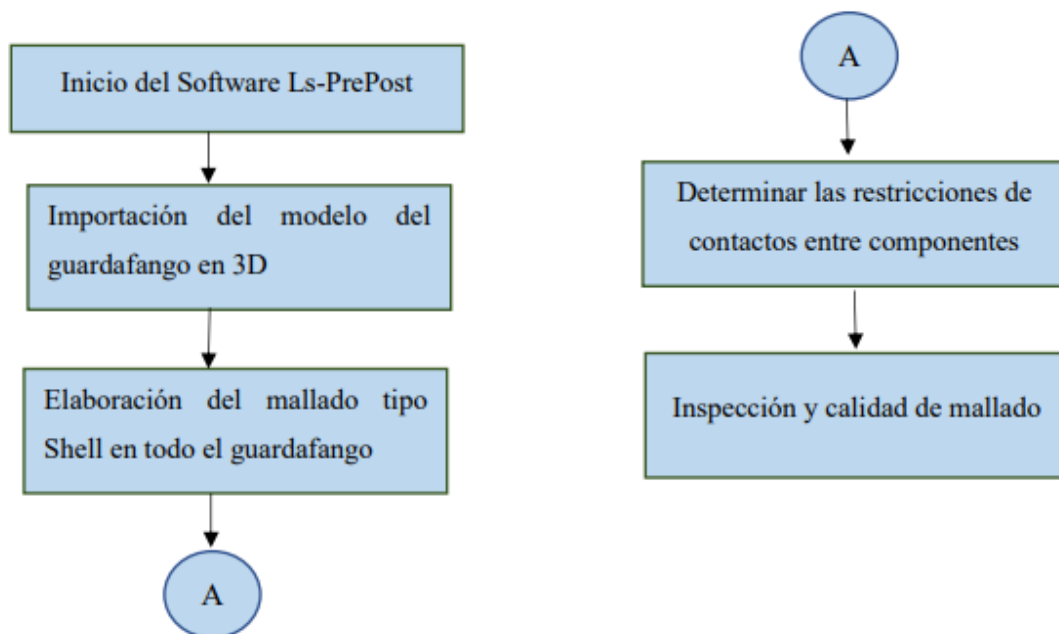 Inicio del Software Ls-PrePost
Importación del modelo del
guardafango en 3D
Elaboración del mallado tipo
Shell en todo el guardafango
A
A
Determinar las restricciones de
contactos entre componentes
Inspección y calidad de mallado